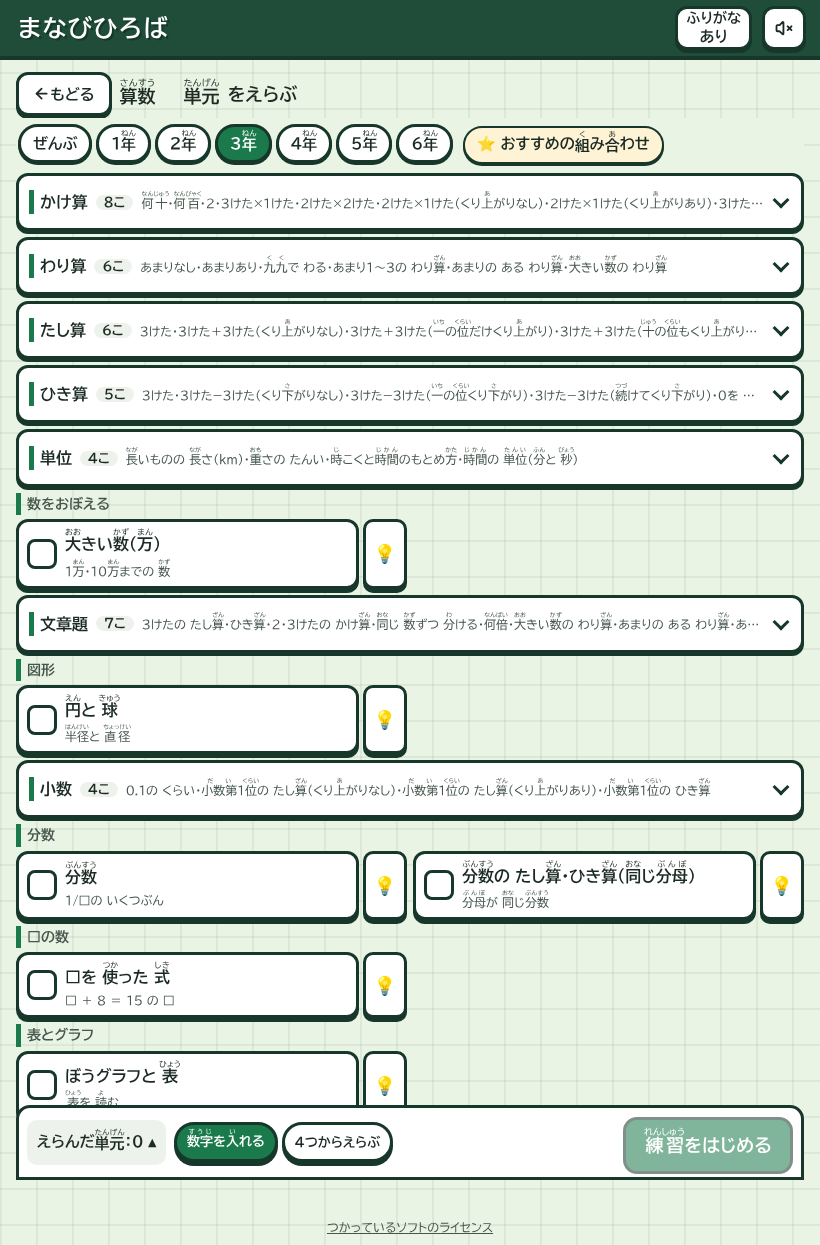 まなびひろば
ふりがな
あり
←もどる 算数 単元 をえらぶ
ぜんぶ 1年 2年 3年 4年 5年 6年 ⭐ おすすめの組み合わせ
かけ算 8こ 何十・何百・2・3けた×1けた・2けた×2けた・2けた×1けた(くり上がりなし)・2けた×1けた(くり上がりあり)・3けた…
わり算 6こ あまりなし・あまりあり・九九で わる・あまり1〜3の わり算・あまりの ある わり算・大きい数の わり算
たし算 6こ 3けた・3けた＋3けた(くり上がりなし)・3けた＋3けた(一の位だけくり上がり)・3けた＋3けた(十の位もくり上がり…
ひき算 5こ 3けた・3けた−3けた(くり下がりなし)・3けた−3けた(一の位くり下がり)・3けた−3けた(続けてくり下がり)・0を …
単位 4こ 長いものの 長さ(km)・重さの たんい・時こくと時間のもとめ方・時間の 単位(分と 秒)
数をおぼえる
大きい数(万)
1万・10万までの 数
文章題 7こ 3けたの たし算・ひき算・2・3けたの かけ算・同じ 数ずつ 分ける・何倍・大きい数の わり算・あまりの ある わり算・あ…
図形
円と 球
半径と 直径
小数 4こ 0.1の くらい・小数第1位の たし算(くり上がりなし)・小数第1位の たし算(くり上がりあり)・小数第1位の ひき算
分数
分数
1/□の いくつぶん
分数の たし算・ひき算(同じ分母)
分母が 同じ分数
□の数
□を 使った 式
□ + 8 = 15 の □
表とグラフ
ぼうグラフと 表
表を 読む
えらんだ単元:0 ▲ 数字を入れる 4つからえらぶ 練習をはじめる
つかっているソフトのライセンス